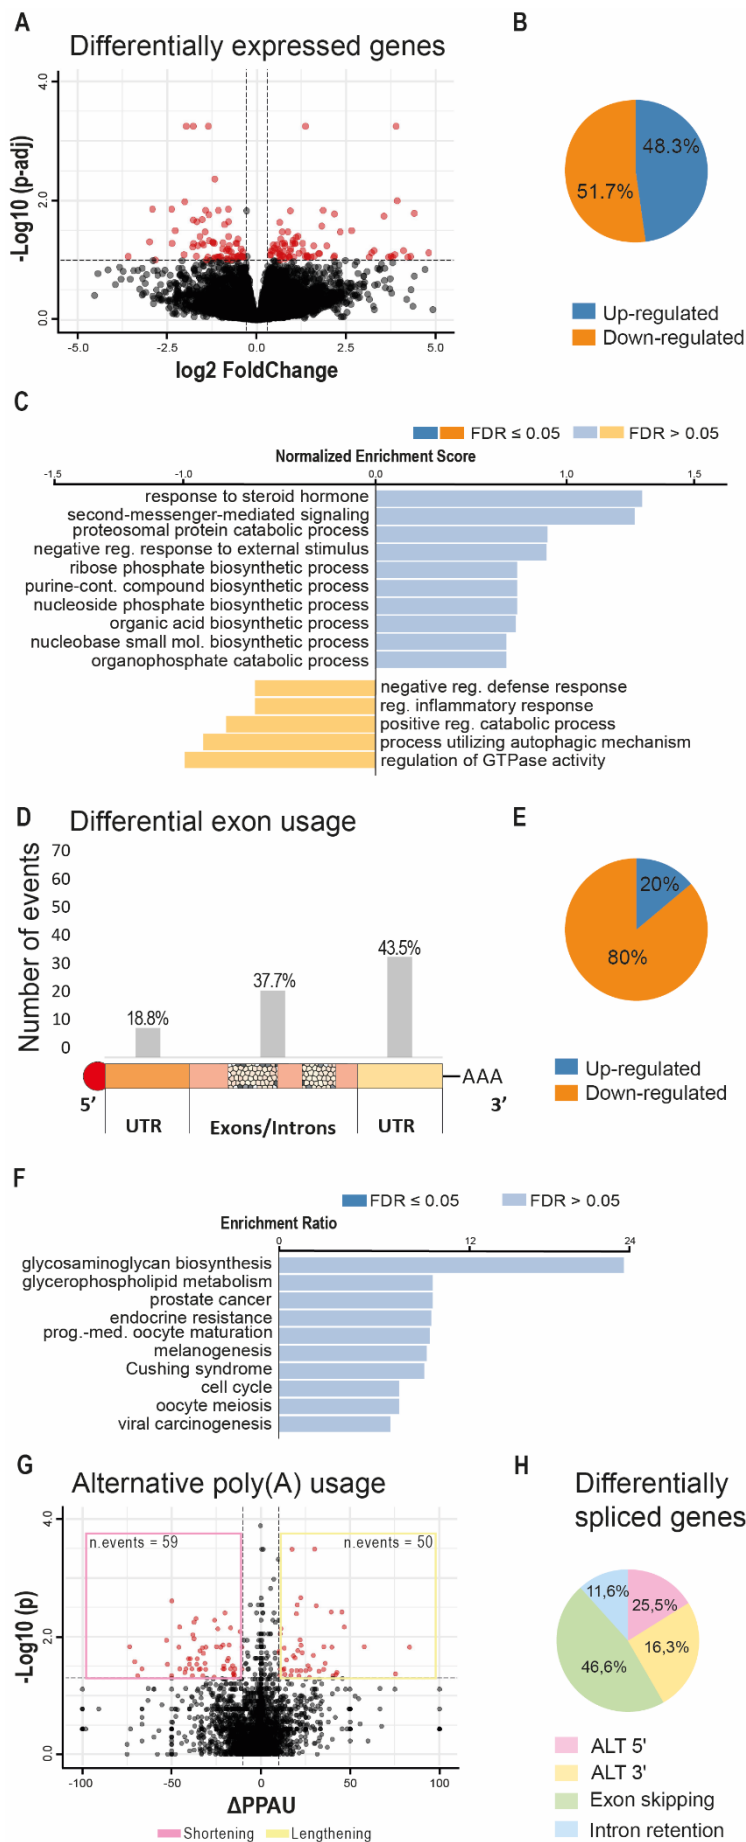 A
Differentially expressed genes
4.0
2.0
0.0
-Log10 (p-adj)
-5.0
-2.5
0.0
2.5
5.0
log2 FoldChange
B
48.3%
51.7%
Up-regulated
Down-regulated
C
FDR ≤ 0.05
FDR > 0.05
Normalized Enrichment Score
-1.5
-1.0
0.0
1.0
1.5
response to steroid hormone
second-messenger-mediated signaling
proteosomal protein catabolic process
negative reg. response to external stimulus
ribose phosphate biosynthetic process
purine-cont. compound biosynthetic process
nucleoside phosphate biosynthetic process
organic acid biosynthetic process
nucleobase small mol. biosynthetic process
organophosphate catabolic process
negative reg. defense response
reg. inflammatory response
positive reg. catabolic process
process utilizing autophagic mechanism
regulation of GTPase activity
D
Differential exon usage
Number of events
70
60
50
40
30
20
10
0
18.8%
37.7%
43.5%
AAA
5'
3'
UTR
Exons/Introns
UTR
E
20%
80%
Up-regulated
Down-regulated
F
FDR ≤ 0.05
FDR > 0.05
Enrichment Ratio
0
12
24
glycosaminoglycan biosynthesis
glycerophospholipid metabolism
prostate cancer
endocrine resistance
prog.-med. oocyte maturation
melanogenesis
Cushing syndrome
cell cycle
oocyte meiosis
viral carcinogenesis
G
Alternative poly(A) usage
4.0
2.0
0.0
-Log10 (p)
n.events = 59
n.events = 50
-100
-50
0
50
100
ΔPPAU
Shortening
Lengthening
H
Differentially
spliced genes
11,6%
25,5%
16,3%
46,6%
ALT 5'
ALT 3'
Exon skipping
Intron retention